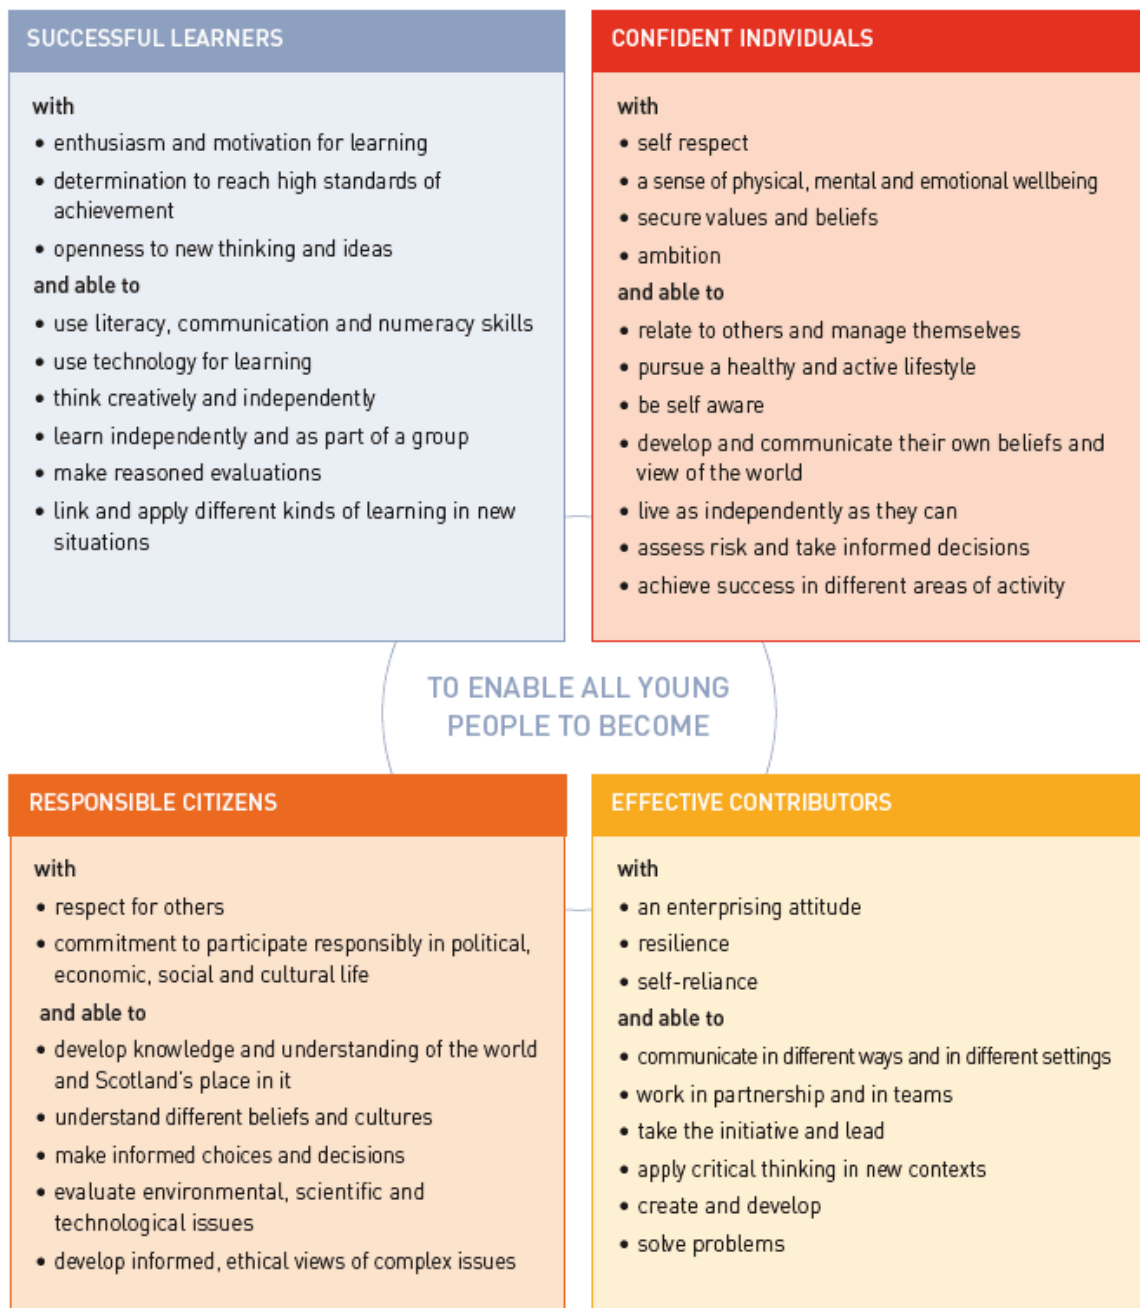 SUCCESSFUL LEARNERS
with
• enthusiasm and motivation for learning
• determination to reach high standards of
achievement
• openness to new thinking and ideas
and able to
• use literacy, communication and numeracy skills
• use technology for learning
• think creatively and independently
• learn independently and as part of a group
• make reasoned evaluations
• link and apply different kinds of learning in new
situations
CONFIDENT INDIVIDUALS
with
• self respect
• a sense of physical, mental and emotional wellbeing
• secure values and beliefs
• ambition
and able to
• relate to others and manage themselves
• pursue a healthy and active lifestyle
• be self aware
• develop and communicate their own beliefs and
view of the world
• live as independently as they can
• assess risk and take informed decisions
• achieve success in different areas of activity
TO ENABLE ALL YOUNG
PEOPLE TO BECOME
RESPONSIBLE CITIZENS
with
• respect for others
• commitment to participate responsibly in political,
economic, social and cultural life
and able to
• develop knowledge and understanding of the world
and Scotland's place in it
• understand different beliefs and cultures
• make informed choices and decisions
• evaluate environmental, scientific and
technological issues
• develop informed, ethical views of complex issues
EFFECTIVE CONTRIBUTORS
with
• an enterprising attitude
• resilience
• self-reliance
and able to
• communicate in different ways and in different settings
• work in partnership and in teams
• take the initiative and lead
• apply critical thinking in new contexts
• create and develop
• solve problems